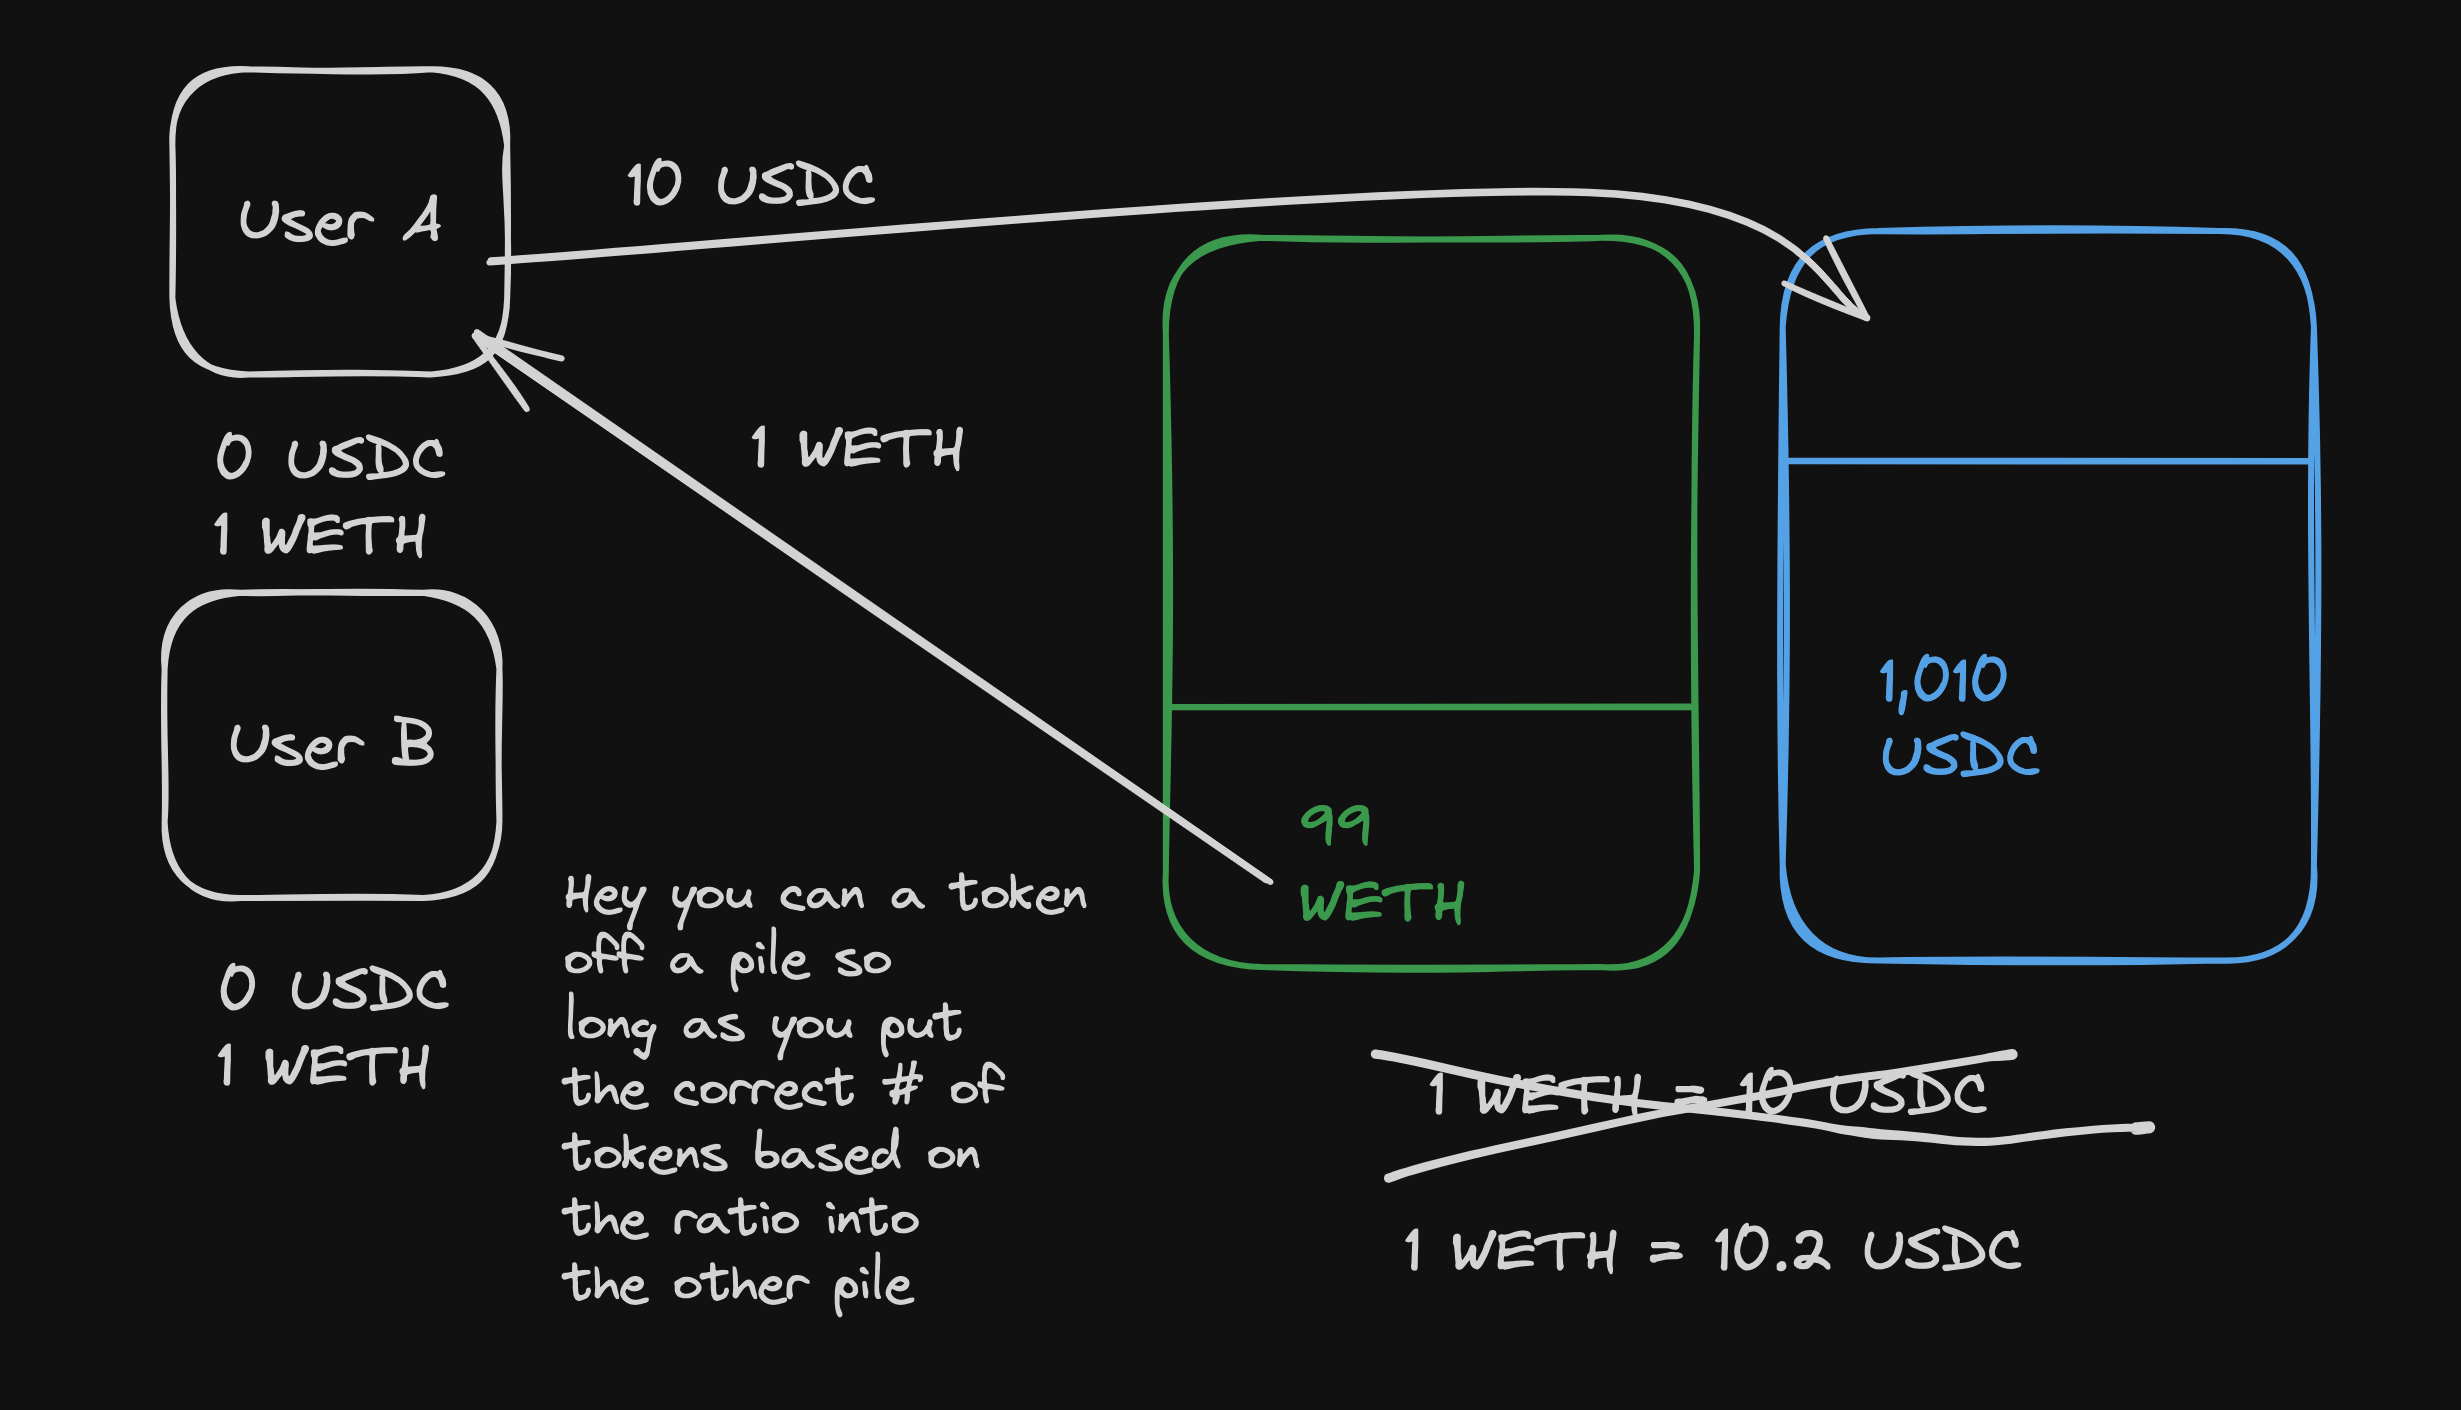 User A
10 USDC
1 WETH
0 USDC
1 WETH
User B
0 USDC
1 WETH
Hey you can a token
off a pile so
long as you put
the correct # of
tokens based on
the ratio into
the other pile
99
WETH
1,010
USDC
1 WETH = 10 USDC
1 WETH = 10.2 USDC